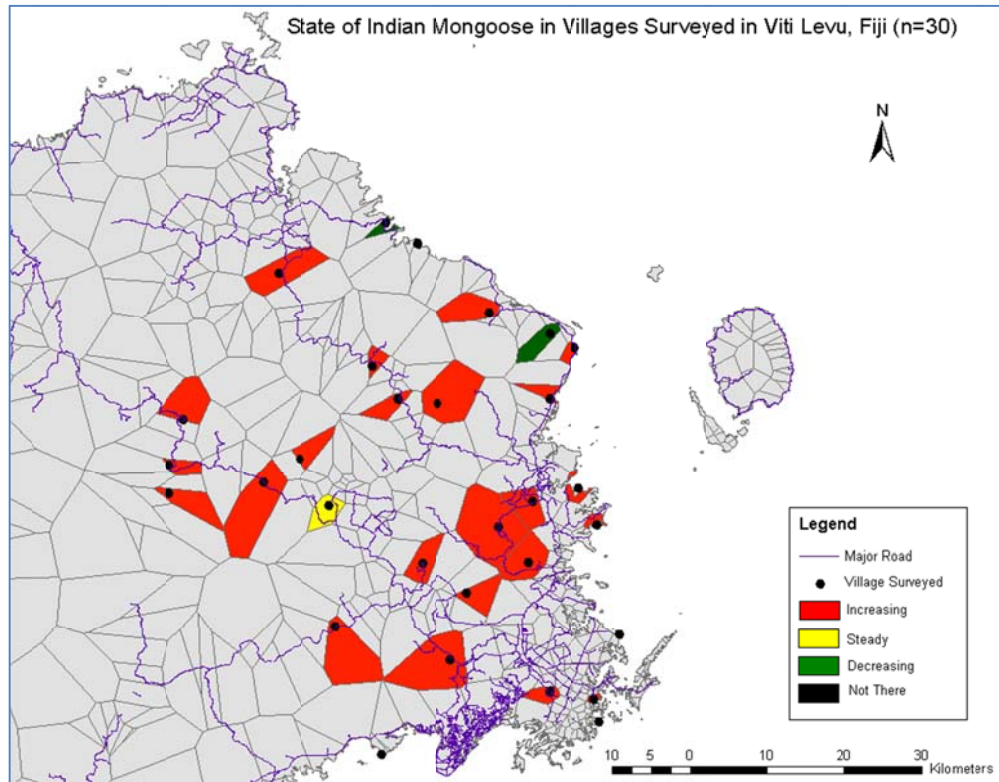 State of Indian Mongoose in Villages Surveyed in Viti Levu, Fiji (n=30)
N
Legend
Major Road
Village Surveyed
Increasing
Steady
Decreasing
Not There
10 5 0 10 20 30
Kilometers